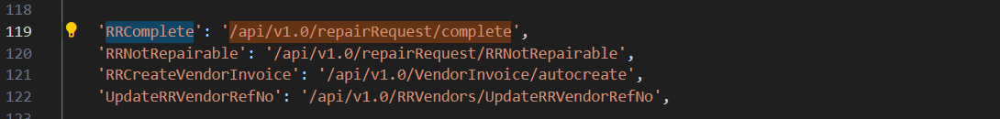 118
119 'RRComplete': '/api/v1.0/repairRequest/complete',
120 'RRNotRepairable': '/api/v1.0/repairRequest/RRNotRepairable',
121 'RRCreateVendorInvoice': '/api/v1.0/VendorInvoice/autocreate',
122 'UpdateRRVendorRefNo': '/api/v1.0/RRVendors/UpdateRRVendorRefNo',
123